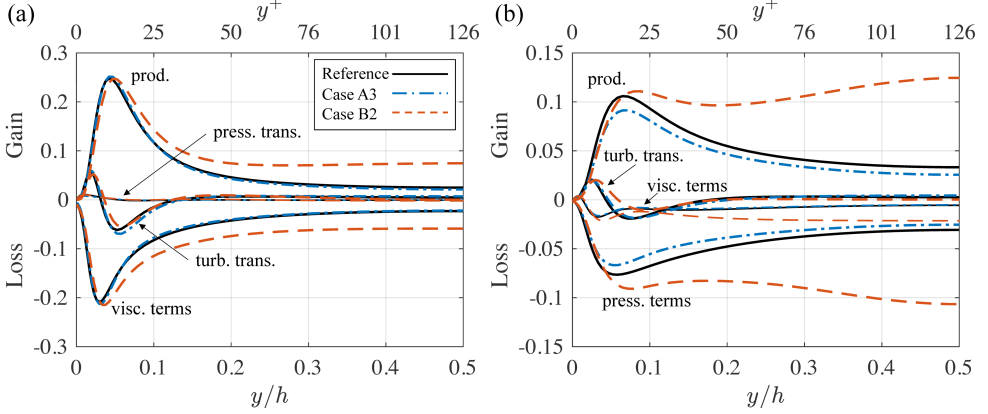 (a)
y⁺
0 25 51 76 101 126
0.3
0.2
0.1
0
-0.1
-0.2
-0.3
Gain
Loss
prod.
Reference
Case A3
Case B2
press. trans.
turb. trans.
visc. terms
0 0.1 0.2 0.3 0.4 0.5
y/h
(b)
y⁺
0 25 51 76 101 126
0.15
0.10
0.05
0
-0.05
-0.1
-0.15
Gain
Loss
prod.
turb. trans.
visc. terms
press. terms
0 0.1 0.2 0.3 0.4 0.5
y/h